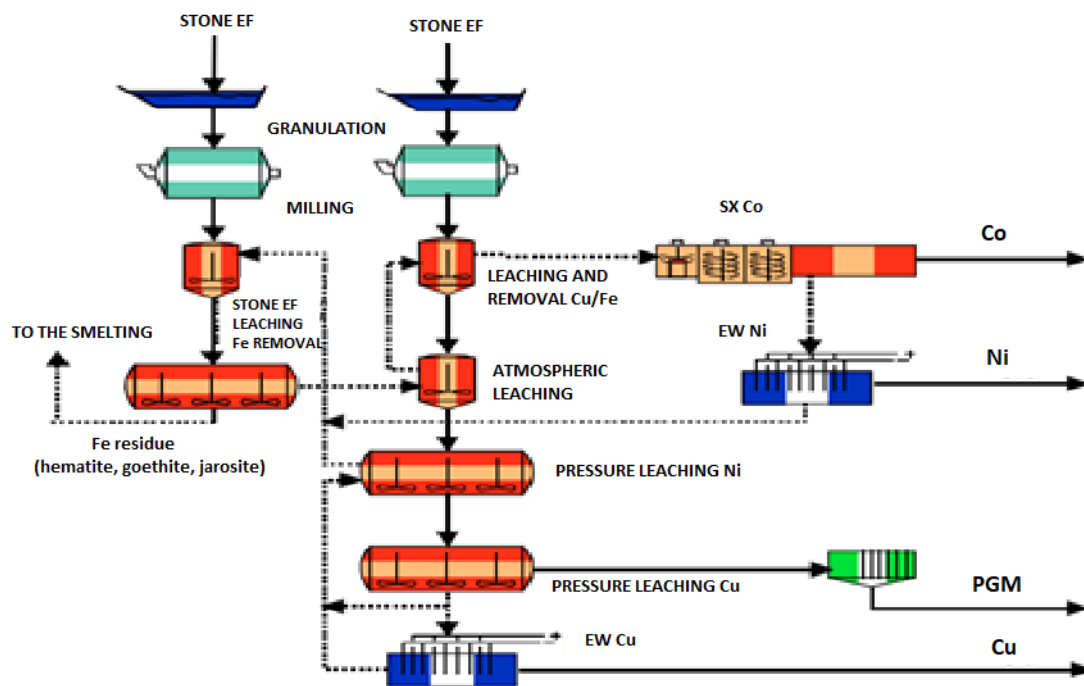 STONE EF
STONE EF
GRANULATION
MILLING
SX Co
Co
LEACHING AND
REMOVAL Cu/Fe
STONE EF
LEACHING
Fe REMOVAL
TO THE SMELTING
EW Ni
Ni
ATMOSPHERIC
LEACHING
Fe residue
(hematite, goethite, jarosite)
PRESSURE LEACHING Ni
PRESSURE LEACHING Cu
PGM
EW Cu
Cu